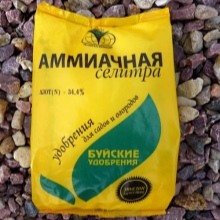 АММИАЧНАЯ
селитра
АЗОТ(N) - 34,4%
удобрения
для садов и огородов
БУЙСКИЕ
УДОБРЕНИЯ